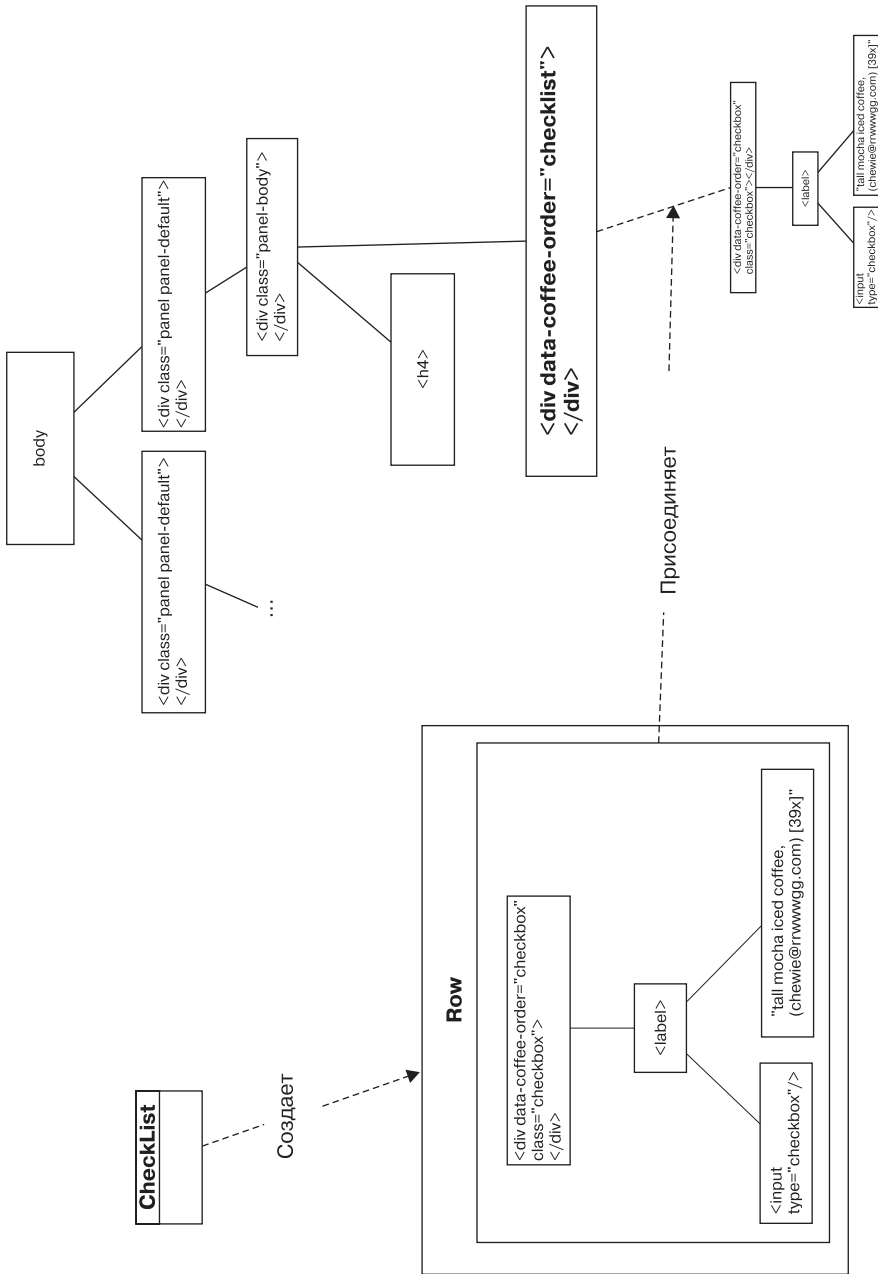 CheckList
Создает
Row
<div data-coffee-order="checkbox"
class="checkbox">
</div>
<label>
<input
type="checkbox"/>
"tall mocha iced coffee,
(chewie@rrwwwgg.com) [39x]"
Присоединяет
body
<div class="panel panel-default">
</div>
...
<div class="panel panel-default">
</div>
<div class="panel-body">
</div>
<h4>
<div data-coffee-order="checklist">
</div>
<div data-coffee-order="checkbox"
class="checkbox"></div>
<label>
<input
type="checkbox"/>
"tall mocha iced coffee,
(chewie@rrwwwgg.com) [39x]"